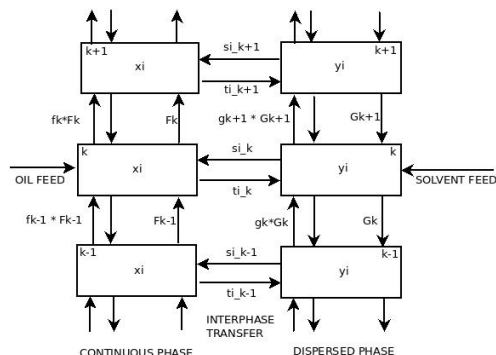 k+1
xi
si_k+1
ti_k+1
k+1
yi
fk*Fk
Fk
gk+1 * Gk+1
Gk+1
k
xi
si_k
ti_k
k
yi
OIL FEED
SOLVENT FEED
fk-1 * Fk-1
Fk-1
gk*Gk
Gk
k-1
xi
si_k-1
ti_k-1
k-1
yi
INTERPHASE
TRANSFER
CONTINUOUS PHASE
DISPERSED PHASE